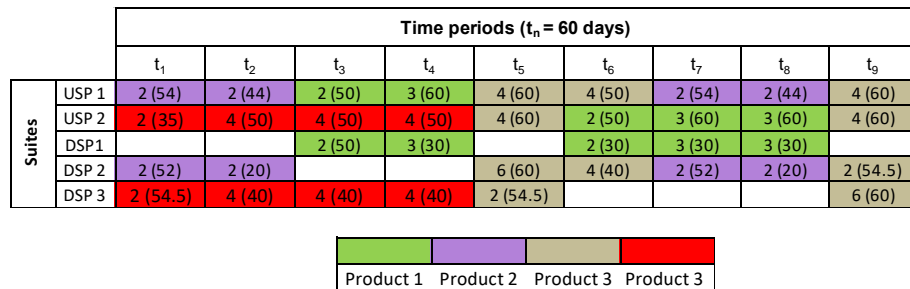 Time periods (tn = 60 days)
t1 t2 t3 t4 t5 t6 t7 t8 t9
Suites
USP 1 2 (54) 2 (44) 2 (50) 3 (60) 4 (60) 4 (50) 2 (54) 2 (44) 4 (60)
USP 2 2 (35) 4 (50) 4 (50) 4 (50) 4 (60) 2 (50) 3 (60) 3 (60) 4 (60)
DSP1 2 (50) 3 (30) 2 (30) 3 (30) 3 (30)
DSP 2 2 (52) 2 (20) 6 (60) 4 (40) 2 (52) 2 (20) 2 (54.5)
DSP 3 2 (54.5) 4 (40) 4 (40) 4 (40) 2 (54.5) 6 (60)
Product 1 Product 2 Product 3 Product 3